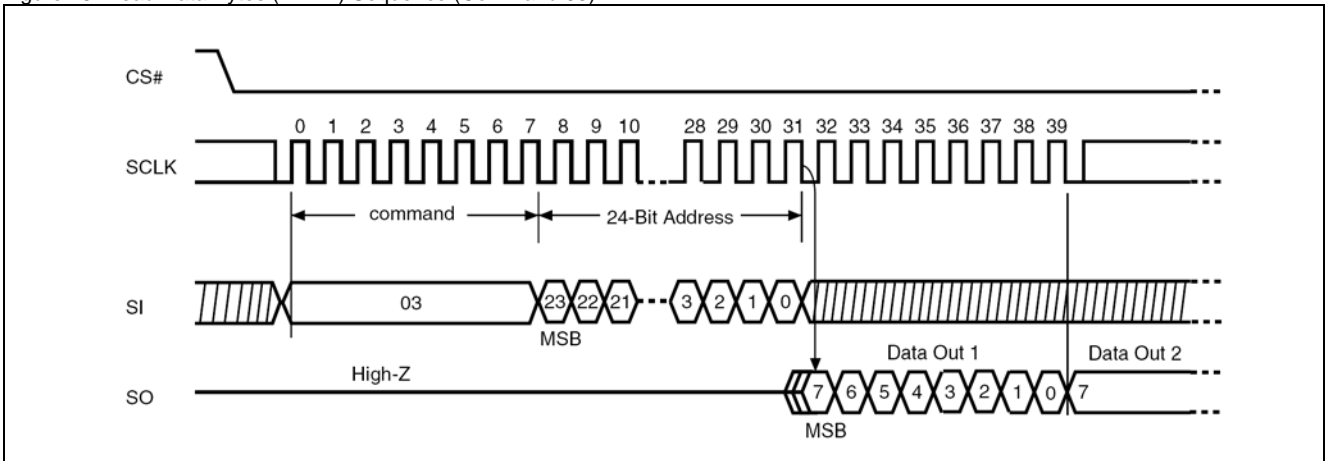 CS#
0 1 2 3 4 5 6 7 8 9 10 28 29 30 31 32 33 34 35 36 37 38 39
SCLK
command 24-Bit Address
SI 03 23 22 21 3 2 1 0
MSB
Data Out 1 Data Out 2
High-Z
SO 7 6 5 4 3 2 1 0 7
MSB